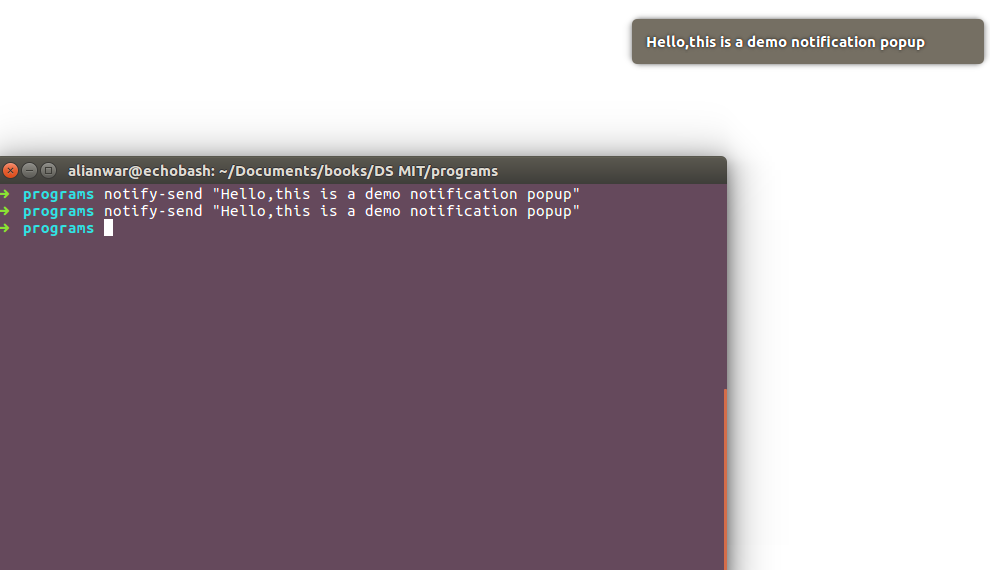 Hello,this is a demo notification popup
alianwar@echobash: ~/Documents/books/DS MIT/programs
➜ programs notify-send "Hello,this is a demo notification popup"
➜ programs notify-send "Hello,this is a demo notification popup"
➜ programs